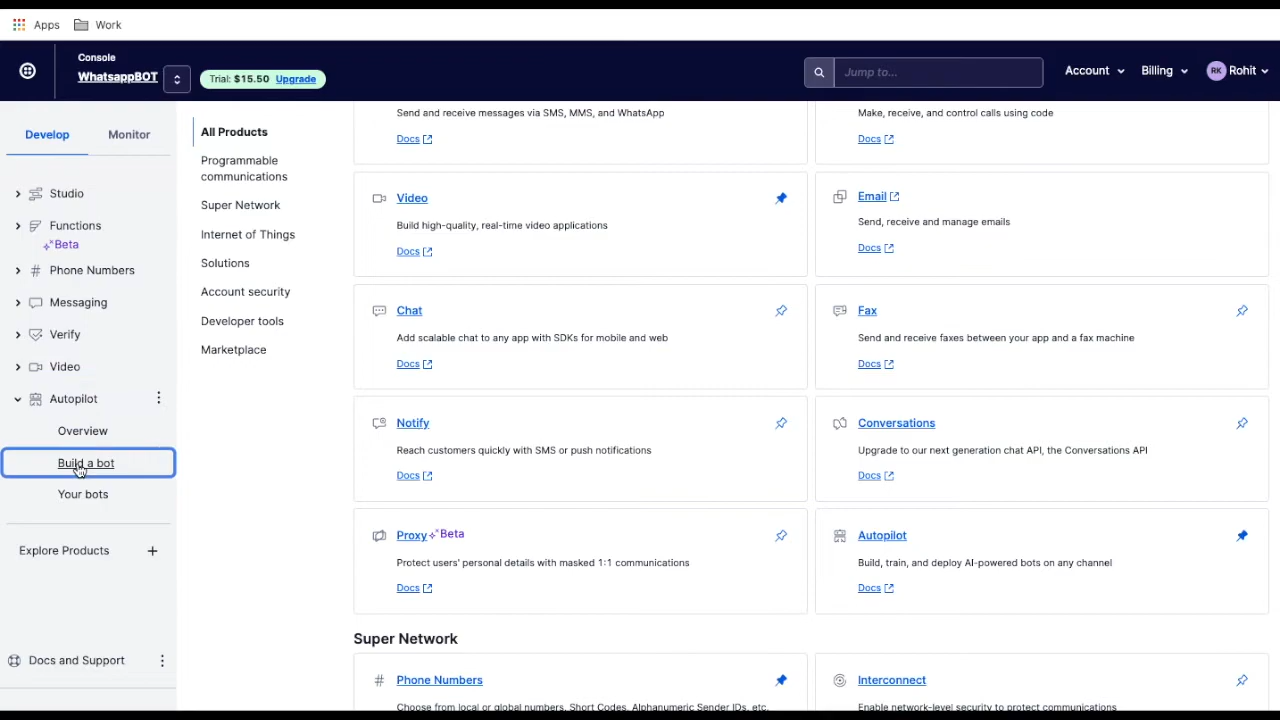 Apps
Work
Console
WhatsappBOT
Trial: $15.50 Upgrade
Jump to...
Account
Billing
RK Rohit
Develop
Monitor
Studio
Functions
Beta
Phone Numbers
Messaging
Verify
Video
Autopilot
Overview
Build a bot
Your bots
Explore Products
Docs and Support
All Products
Programmable
communications
Super Network
Internet of Things
Solutions
Account security
Developer tools
Marketplace
Send and receive messages via SMS, MMS, and WhatsApp
Docs
Make, receive, and control calls using code
Docs
Video
Build high-quality, real-time video applications
Docs
Email
Send, receive and manage emails
Docs
Chat
Add scalable chat to any app with SDKs for mobile and web
Docs
Fax
Send and receive faxes between your app and a fax machine
Docs
Notify
Reach customers quickly with SMS or push notifications
Docs
Conversations
Upgrade to our next generation chat API, the Conversations API
Docs
Proxy Beta
Protect users' personal details with masked 1:1 communications
Docs
Autopilot
Build, train, and deploy AI-powered bots on any channel
Docs
Super Network
Phone Numbers
Choose from local or global numbers, Short Codes, Alphanumeric Sender IDs, etc.
Interconnect
Enable network-level security to protect communications